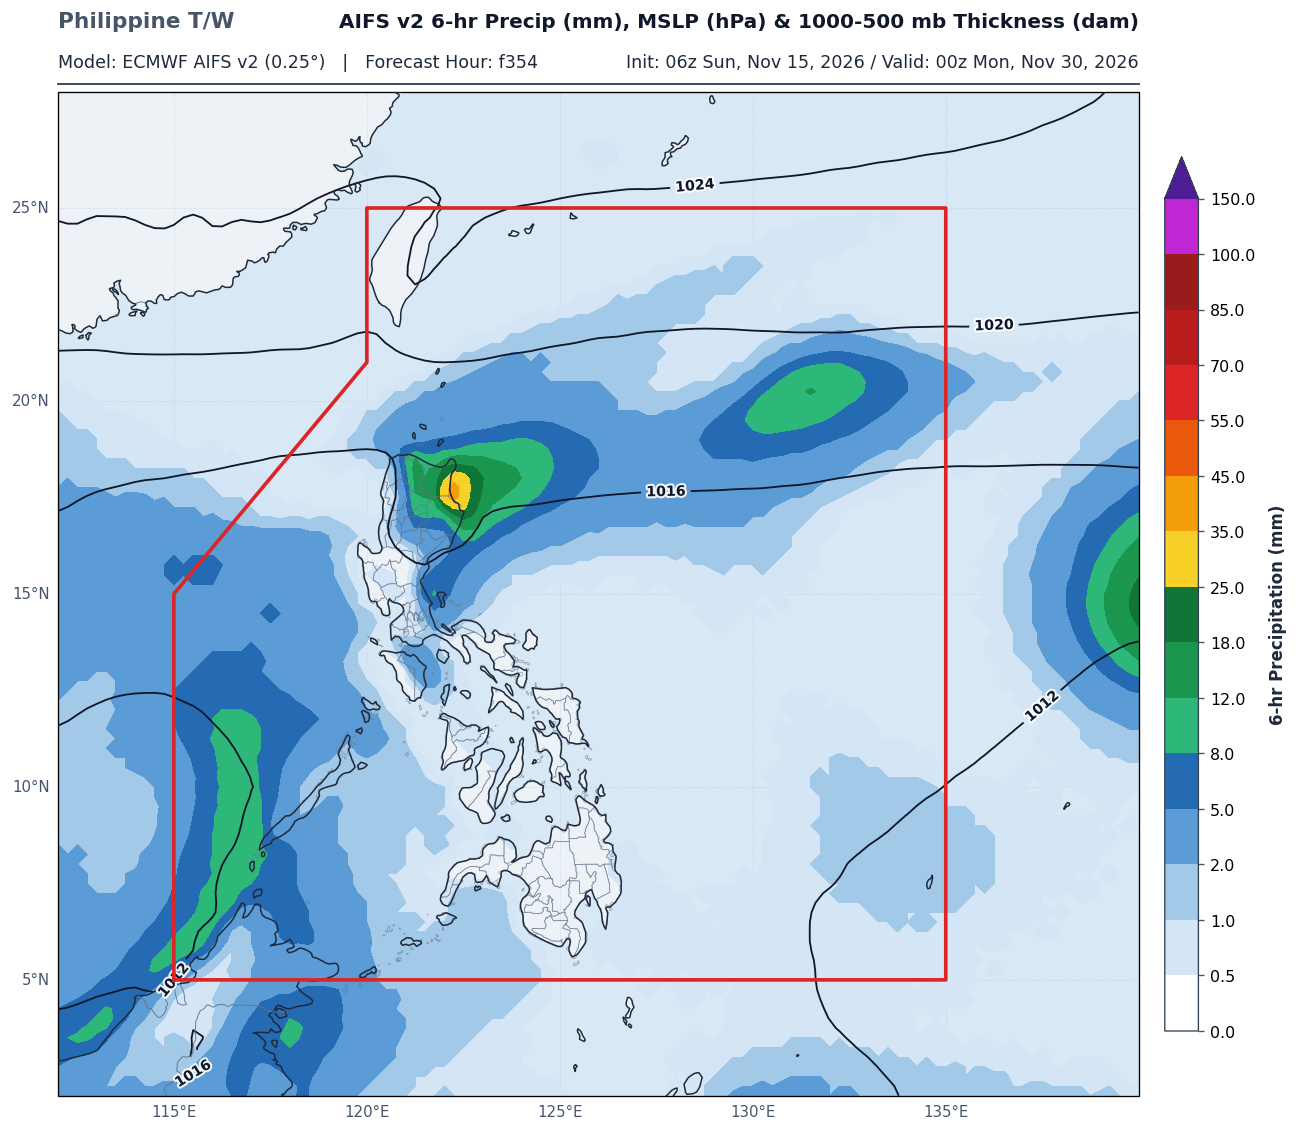 Philippine T/W
AIFS v2 6-hr Precip (mm), MSLP (hPa) & 1000-500 mb Thickness (dam)
Model: ECMWF AIFS v2 (0.25°) | Forecast Hour: f354
Init: 06z Sun, Nov 15, 2026 / Valid: 00z Mon, Nov 30, 2026
25°N
20°N
15°N
10°N
5°N
115°E
120°E
125°E
130°E
135°E
1024
1020
1016
1012
1012
1016
150.0
100.0
85.0
70.0
55.0
45.0
35.0
25.0
18.0
12.0
8.0
5.0
2.0
1.0
0.5
0.0
6-hr Precipitation (mm)